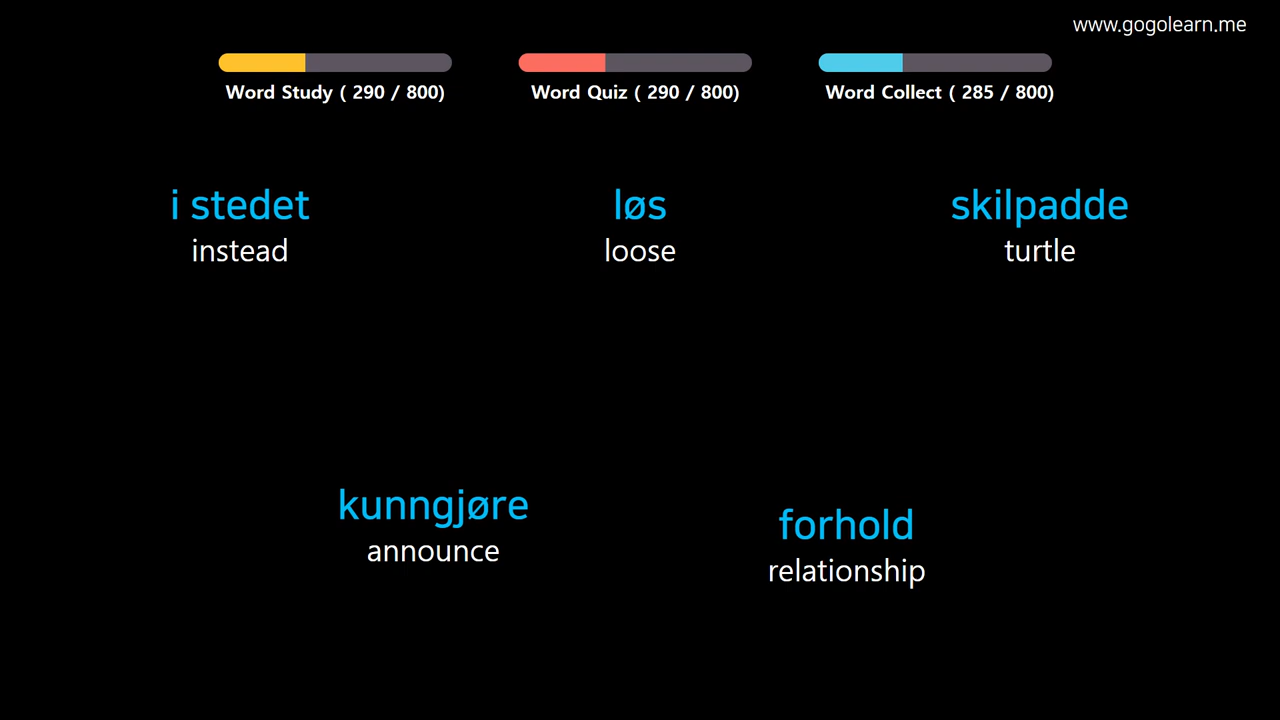 www.gogolearn.me
Word Study ( 290 / 800)
Word Quiz ( 290 / 800)
Word Collect ( 285 / 800)
i stedet
instead
løs
loose
skilpadde
turtle
kunngjøre
announce
forhold
relationship